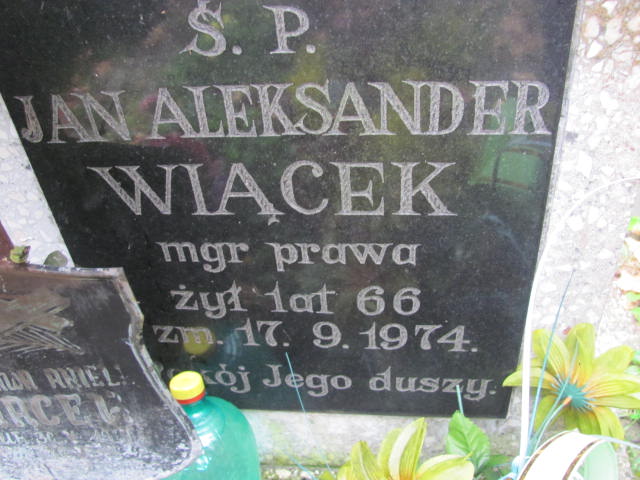 Ś. P.
JAN ALEKSANDER
WIĄCEK
mgr prawa
żył lat 66
zm. 17. 9. 1974.
Jego duszy.